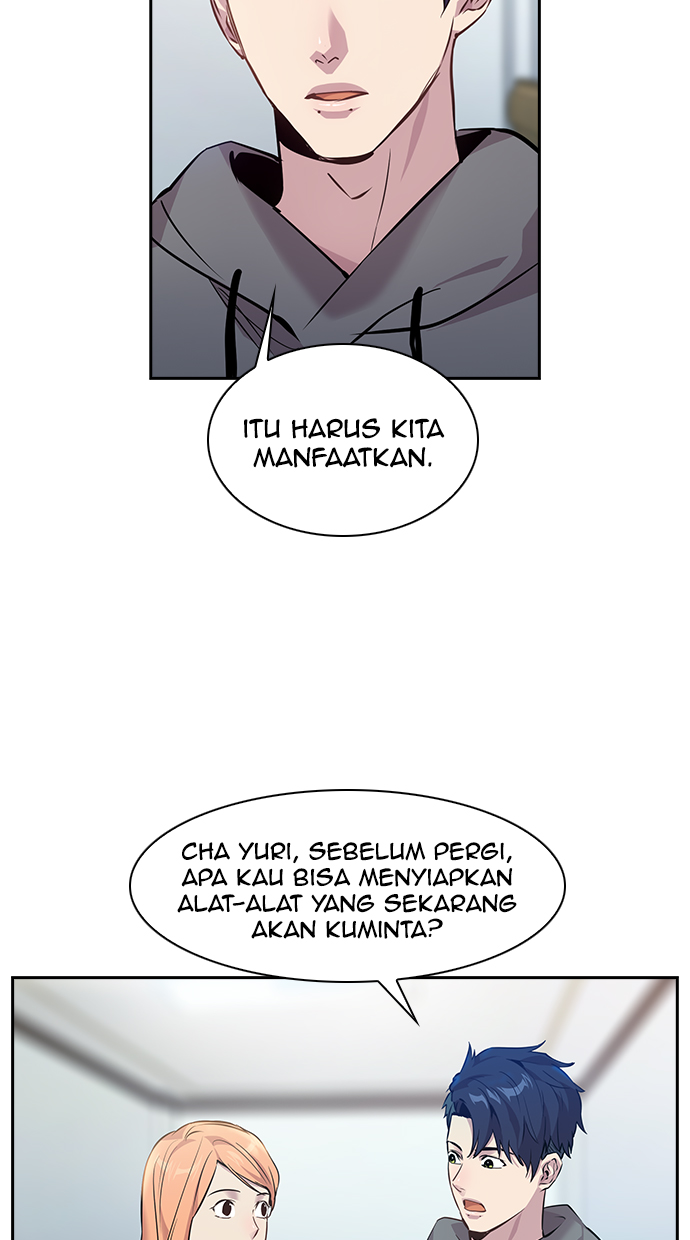 ITU HARUS KITA
MANFAATKAN.
CHA YURI, SEBELUM PERGI,
APA KAU BISA MENYIAPKAN
ALAT-ALAT YANG SEKARANG
AKAN KUMINTA?